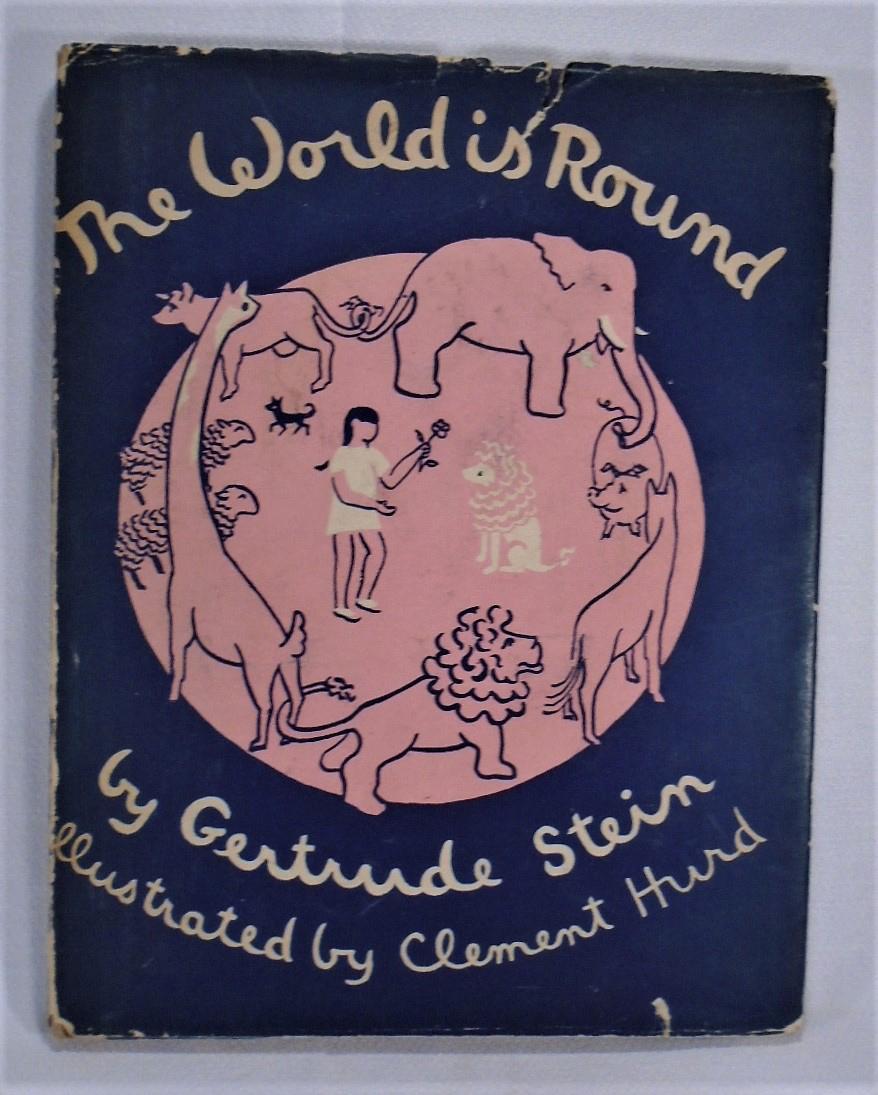 The World is Round
by Gertrude Stein
Illustrated by Clement Hurd